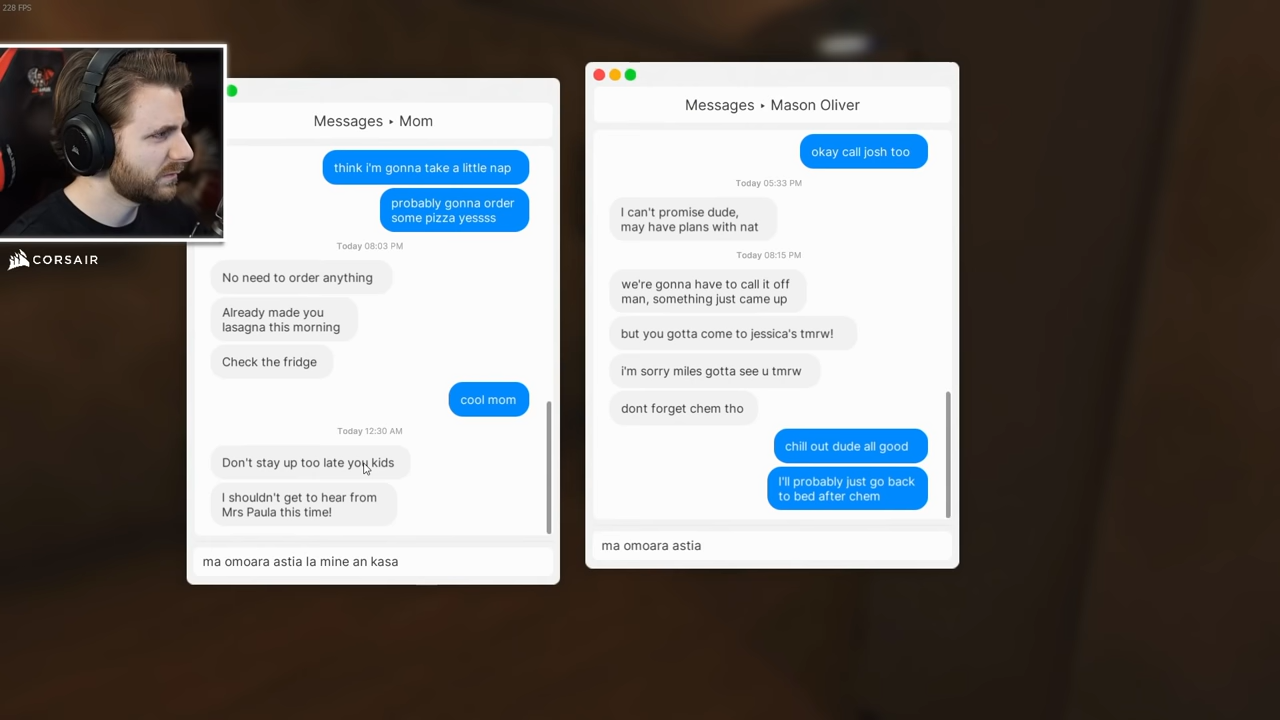 228 FPS
CORSAIR
Messages ‣ Mom
think i'm gonna take a little nap
probably gonna order
some pizza yessss
Today 08:03 PM
No need to order anything
Already made you
lasagna this morning
Check the fridge
cool mom
Today 12:30 AM
Don't stay up too late you kids
I shouldn't get to hear from
Mrs Paula this time!
ma omoara astia la mine an kasa
Messages ‣ Mason Oliver
okay call josh too
Today 05:33 PM
I can't promise dude,
may have plans with nat
Today 08:15 PM
we're gonna have to call it off
man, something just came up
but you gotta come to jessica's tmrw!
i'm sorry miles gotta see u tmrw
dont forget chem tho
chill out dude all good
I'll probably just go back
to bed after chem
ma omoara astia